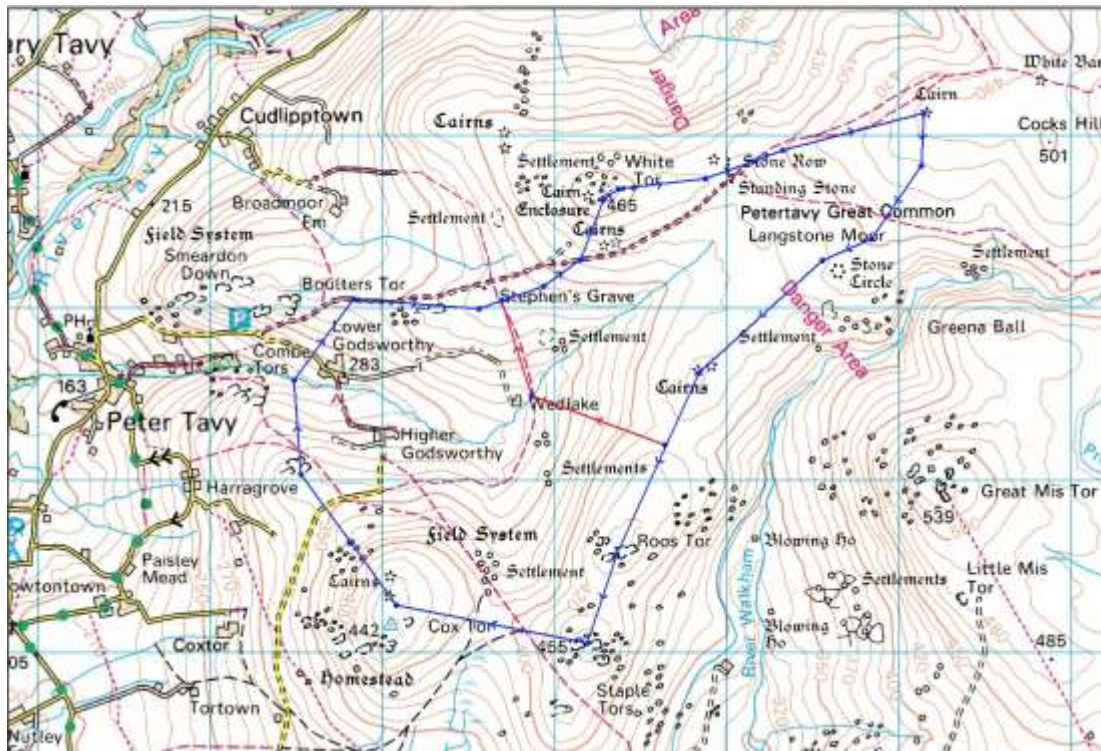 ary Tavy
Area
Danger
White Bar
Cairn
Cudlipptown
Cairns
Cocks Hill
501
Settlement
White
Tor
Stone Row
Cairn
Enclosure
465
Standing Stone
Broadmoor
Fm
215
Settlement
Cairns
Petertavy Great Common
Langstone Moor
River Tavy
Field System
Smeardon
Down
Stone
Circle
Settlement
Boulters Tor
Stephen's Grave
Danger Area
PH
Lower
Godsworthy
Settlement
Settlement
Greena Ball
Combe
Tors
283
163
Cairns
Wedlake
Peter Tavy
Higher
Godsworthy
Settlements
Harragrove
Great Mis Tor
539
Field System
Roos Tor
Blowing Ho
Paisley
Mead
Settlement
Settlements
Little Mis
Tor
owtontown
Cairns
River Walkham
Blowing
Ho
442
Cox Tor
455
485
Coxtor
05
Homestead
Staple
Tors
Tortown
Nutley